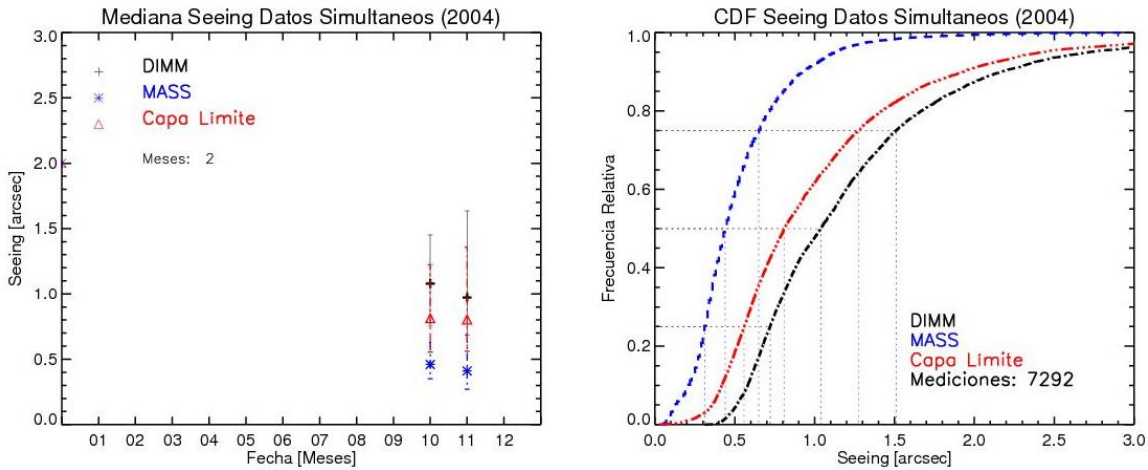 Mediana Seeing Datos Simultaneos (2004)
3.0
2.5
2.0
1.5
1.0
0.5
0.0
Seeing [arcsec]
DIMM
MASS
Capa Limite
Meses: 2
01 02 03 04 05 06 07 08 09 10 11 12
Fecha [Meses]
CDF Seeing Datos Simultaneos (2004)
1.0
0.8
0.6
0.4
0.2
0.0
Frecuencia Relativa
DIMM
MASS
Capa Limite
Mediciones: 7292
0.0 0.5 1.0 1.5 2.0 2.5 3.0
Seeing [arcsec]